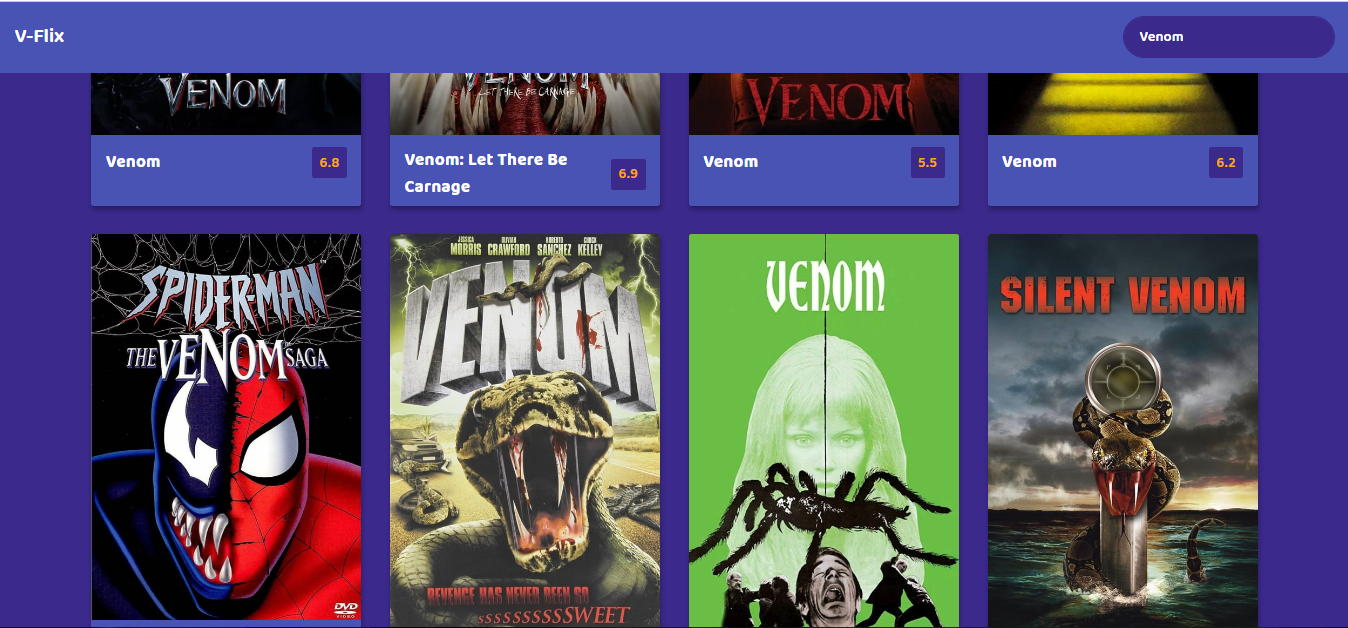 V-Flix
Venom
VENOM
VENOM
LET THERE BE CARNAGE
VENOM
Venom
6.8
Venom: Let There Be
Carnage
6.9
Venom
5.5
Venom
6.2
SPIDER-MAN
THE VENOM SAGA
DVD
VIDEO
JESSICA MORRIS OLIVIA CRAWFORD ROBERTO SANCHEZ CHUCK KELLEY
VENOM
REVENGE HAS NEVER BEEN SO
SSSSSSSSSSWEET
VENOM
SILENT VENOM